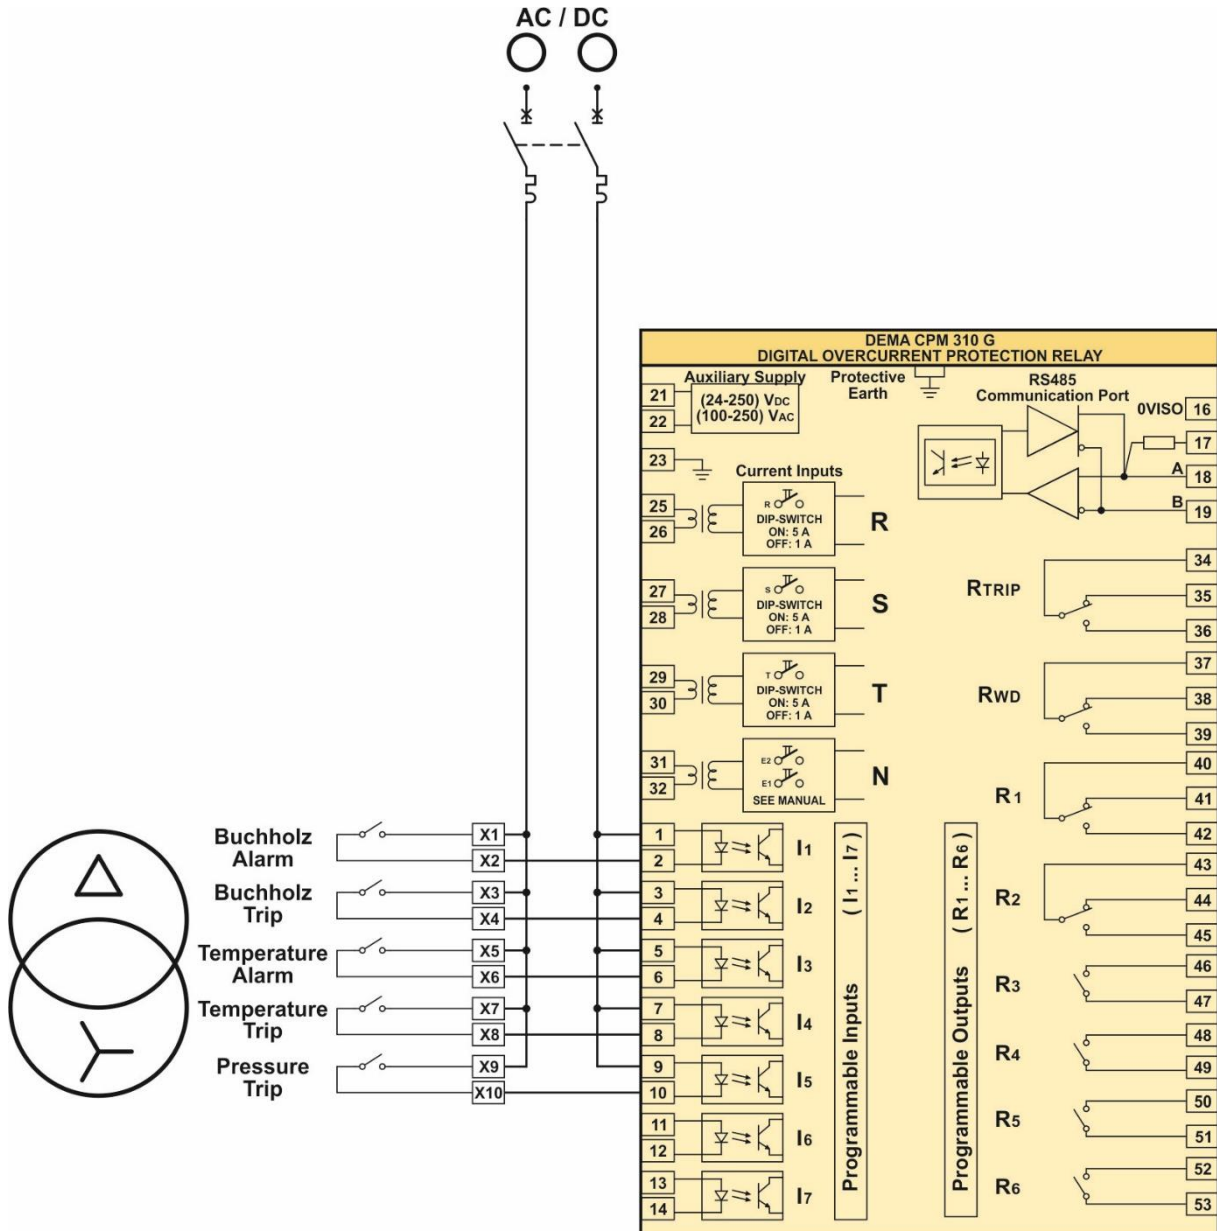 AC / DC
DEMA CPM 310 G
DIGITAL OVERCURRENT PROTECTION RELAY
Auxiliary Supply
(24-250) VDC
(100-250) VAC
21
22
23
Protective
Earth
RS485
Communication Port
0VISO 16
17
A 18
B 19
Current Inputs
25
26
R
DIP-SWITCH
ON: 5 A
OFF: 1 A
R
27
28
S
DIP-SWITCH
ON: 5 A
OFF: 1 A
S
29
30
T
DIP-SWITCH
ON: 5 A
OFF: 1 A
T
31
32
E2
E1
SEE MANUAL
N
RTRIP
34
35
36
RWD
37
38
39
R1
40
41
42
R2
43
44
45
R3
46
47
R4
48
49
R5
50
51
R6
52
53
Buchholz
Alarm
X1
X2
Buchholz
Trip
X3
X4
Temperature
Alarm
X5
X6
Temperature
Trip
X7
X8
Pressure
Trip
X9
X10
1
2
I1
3
4
I2
5
6
I3
7
8
I4
9
10
I5
11
12
I6
13
14
I7
Programmable Inputs ( I1 ... I7 )
Programmable Outputs ( R1 ... R6 )